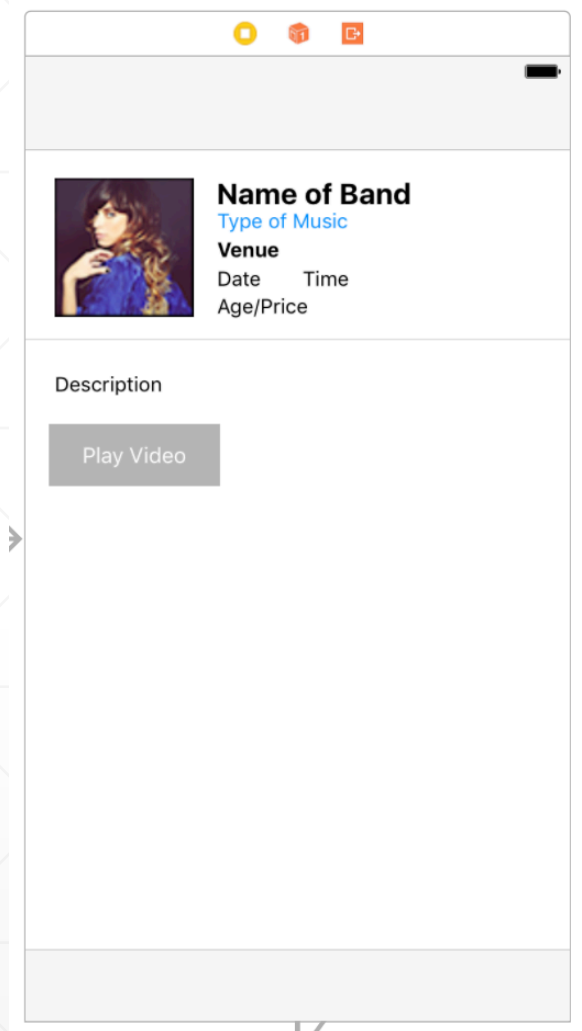 Name of Band
Type of Music
Venue
Date Time
Age/Price
Description
Play Video